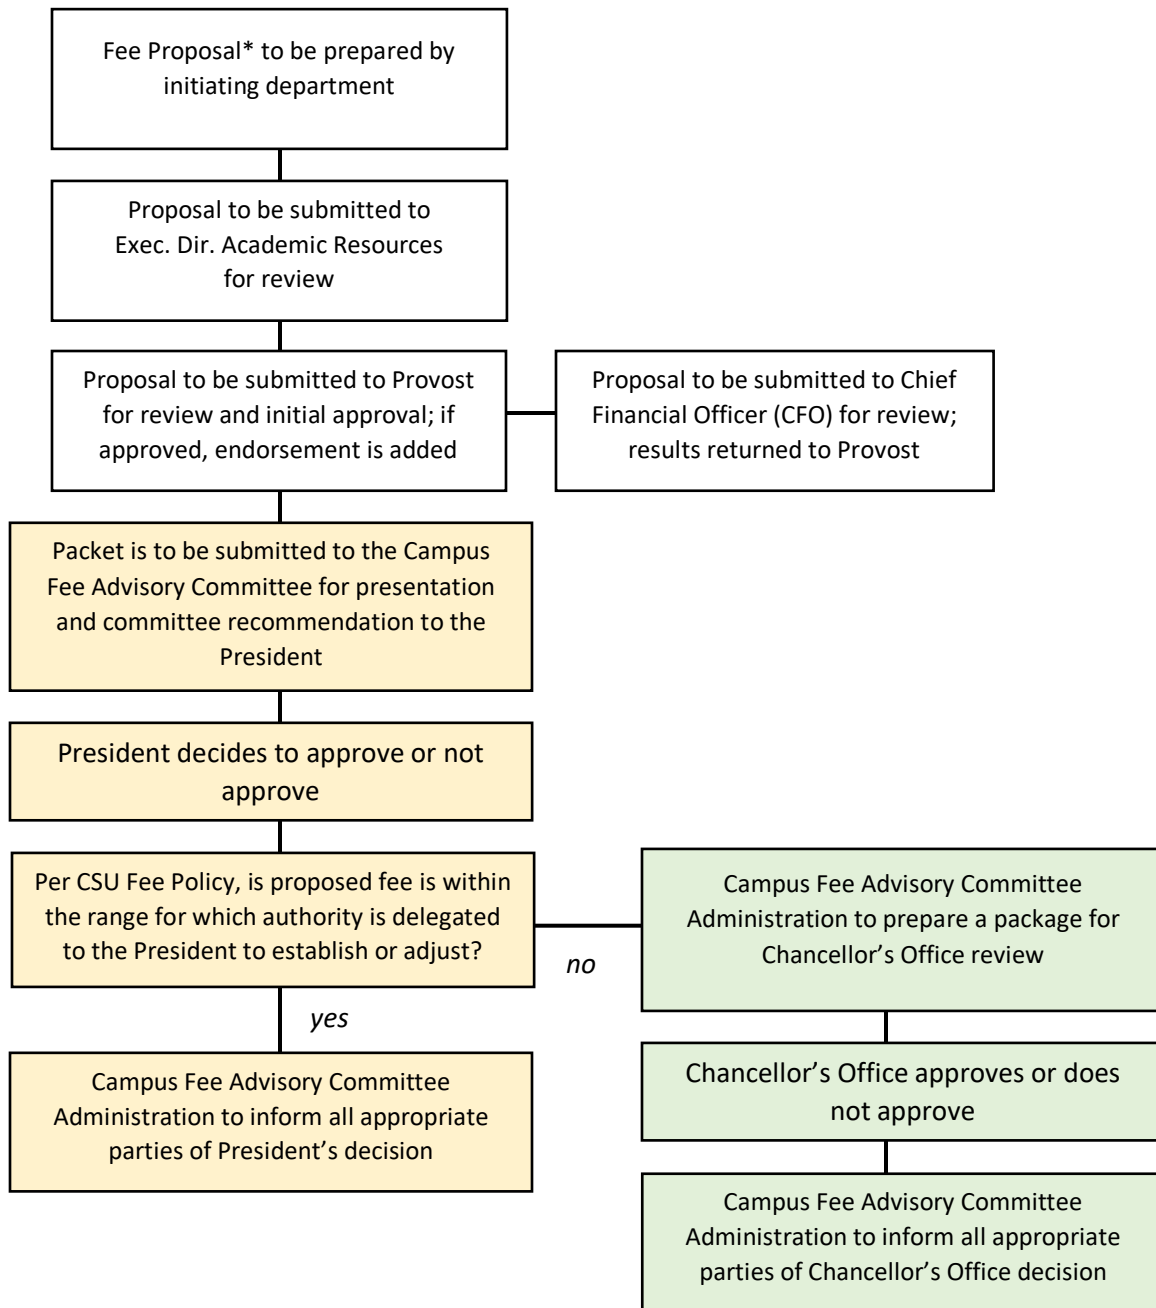 Fee Proposal* to be prepared by
initiating department
Proposal to be submitted to
Exec. Dir. Academic Resources
for review
Proposal to be submitted to Provost
for review and initial approval; if
approved, endorsement is added
Proposal to be submitted to Chief
Financial Officer (CFO) for review;
results returned to Provost
Packet is to be submitted to the Campus
Fee Advisory Committee for presentation
and committee recommendation to the
President
President decides to approve or not
approve
Per CSU Fee Policy, is proposed fee is within
the range for which authority is delegated
to the President to establish or adjust?
no
yes
Campus Fee Advisory Committee
Administration to inform all appropriate
parties of President’s decision
Campus Fee Advisory Committee
Administration to prepare a package for
Chancellor’s Office review
Chancellor’s Office approves or does
not approve
Campus Fee Advisory Committee
Administration to inform all appropriate
parties of Chancellor’s Office decision